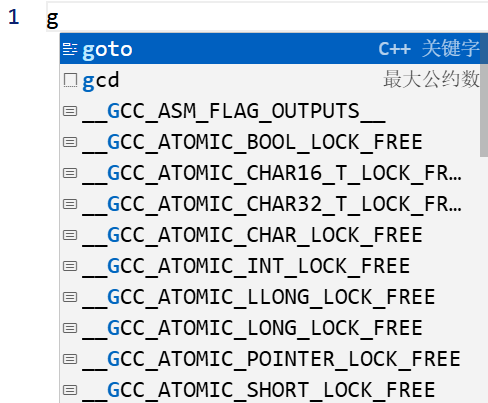 1 g
goto C++ 关键字
gcd 最大公约数
__GCC_ASM_FLAG_OUTPUTS__
__GCC_ATOMIC_BOOL_LOCK_FREE
__GCC_ATOMIC_CHAR16_T_LOCK_FR…
__GCC_ATOMIC_CHAR32_T_LOCK_FR…
__GCC_ATOMIC_CHAR_LOCK_FREE
__GCC_ATOMIC_INT_LOCK_FREE
__GCC_ATOMIC_LLONG_LOCK_FREE
__GCC_ATOMIC_LONG_LOCK_FREE
__GCC_ATOMIC_POINTER_LOCK_FREE
__GCC_ATOMIC_SHORT_LOCK_FREE